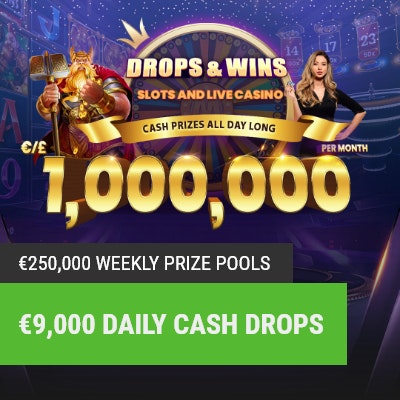 DROPS & WINS
SLOTS AND LIVE CASINO
CASH PRIZES ALL DAY LONG
€/£
PER MONTH
1,000,000
€250,000 WEEKLY PRIZE POOLS
€9,000 DAILY CASH DROPS